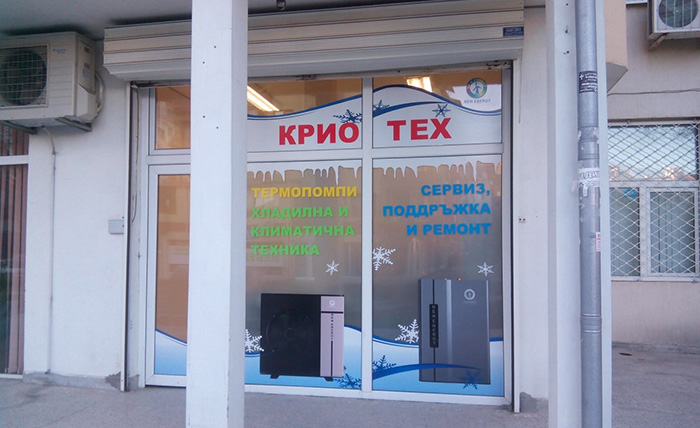 КРИО ТЕХ
ТЕРМОПОМПИ
ХЛАДИЛНА И
КЛИМАТИЧНА
ТЕХНИКА
СЕРВИЗ,
ПОДДРЪЖКА
И РЕМОНТ